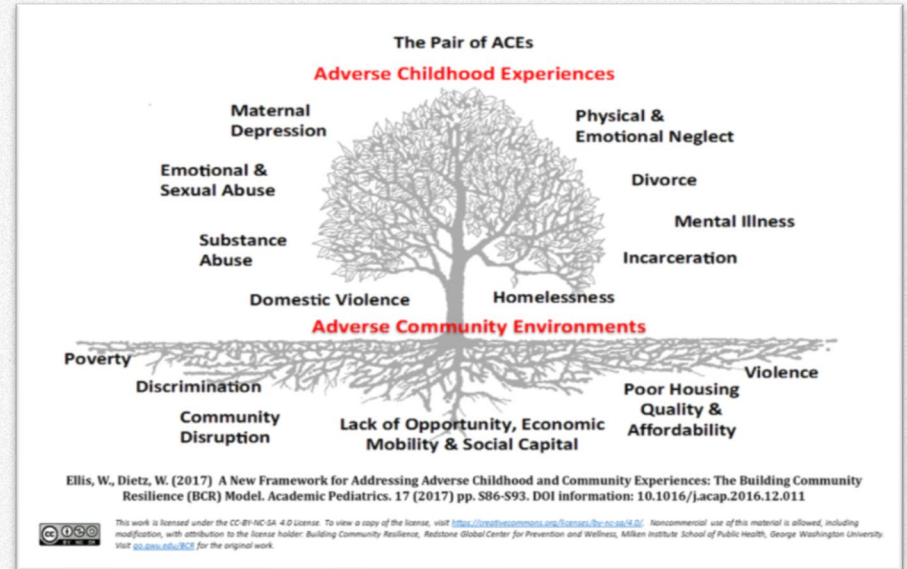 The Pair of ACEs
Adverse Childhood Experiences
Maternal
Depression
Physical &
Emotional Neglect
Emotional &
Sexual Abuse
Divorce
Mental Illness
Substance
Abuse
Incarceration
Domestic Violence
Homelessness
Adverse Community Environments
Poverty
Violence
Discrimination
Poor Housing
Quality &
Affordability
Community
Disruption
Lack of Opportunity, Economic
Mobility & Social Capital
Ellis, W., Dietz, W. (2017) A New Framework for Addressing Adverse Childhood and Community Experiences: The Building Community
Resilience (BCR) Model. Academic Pediatrics. 17 (2017) pp. S86-S93. DOI information: 10.1016/j.acap.2016.12.011
This work is licensed under the CC-BY-NC-SA 4.0 License. To view a copy of the license, visit https://creativecommons.org/licenses/by-nc-sa/4.0/. Noncommercial use of this material is allowed, including
modification, with attribution to the license holder: Building Community Resilience, Redstone Global Center for Prevention and Wellness, Milken Institute School of Public Health, George Washington University.
Visit go.gwu.edu/BCR for the original work.
cc
BY NC SA